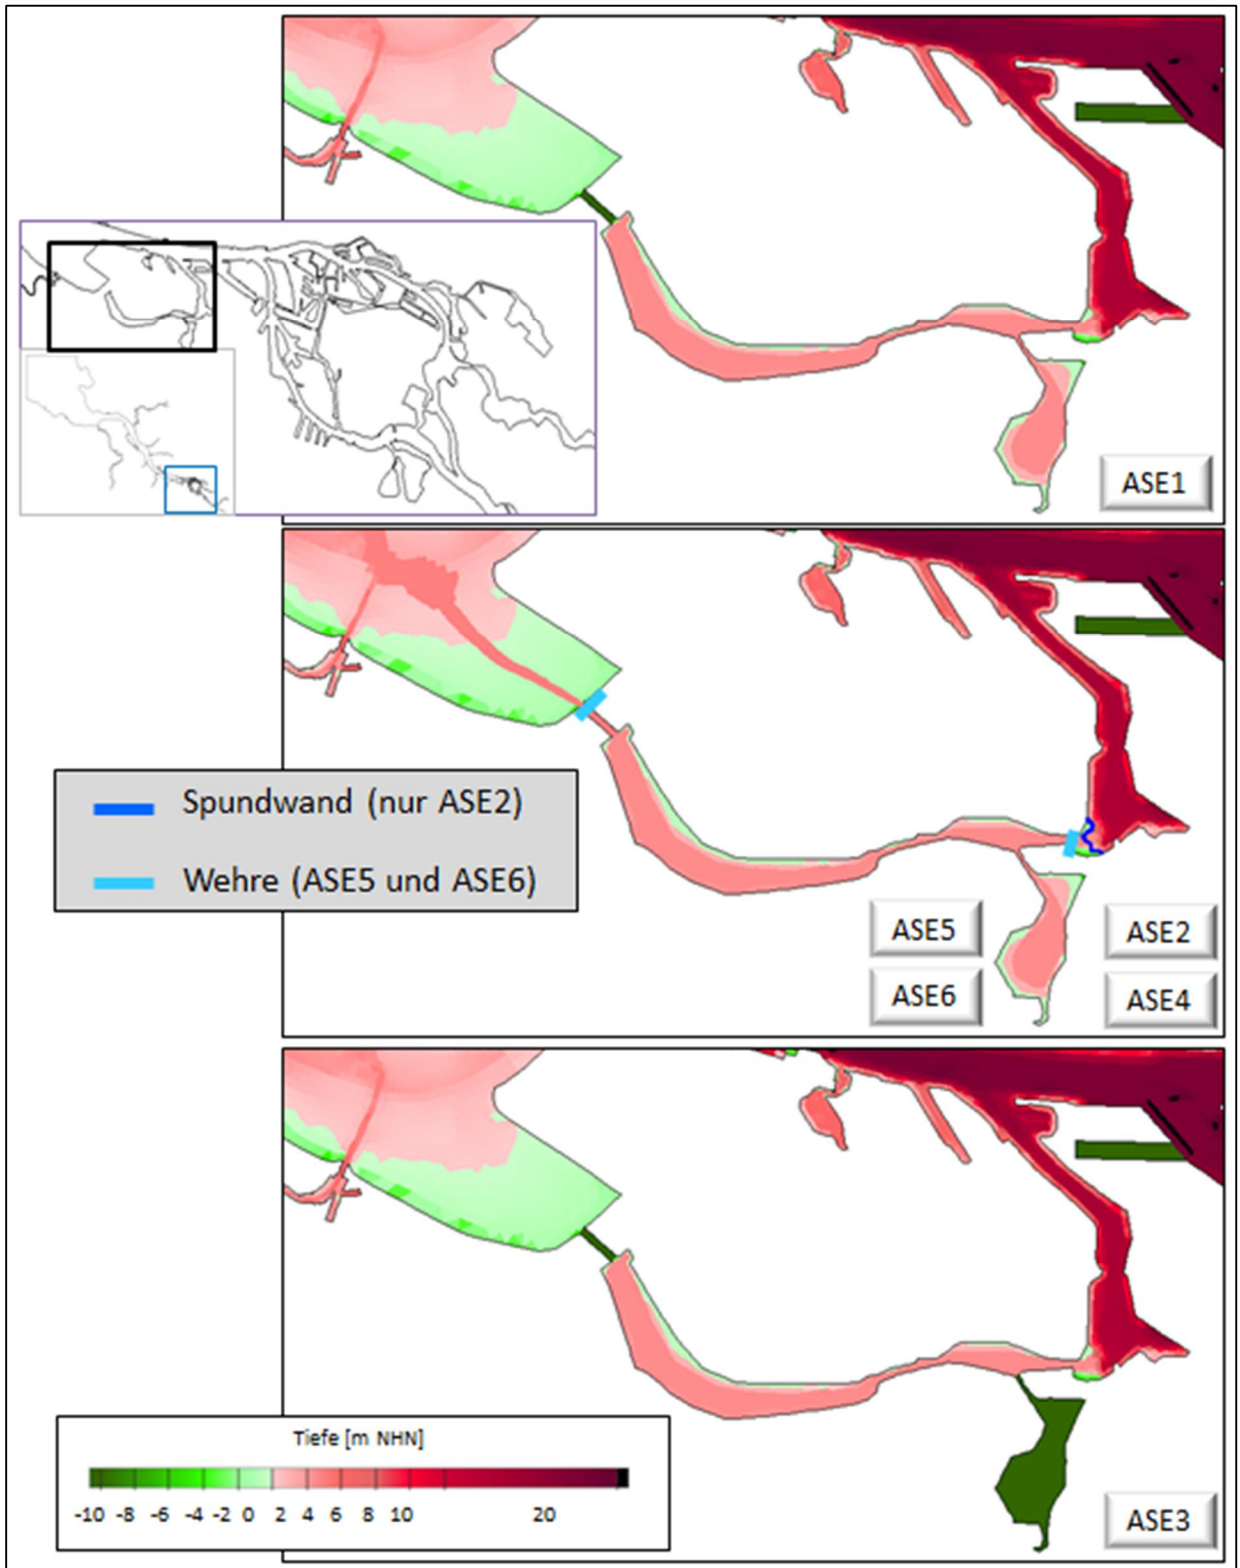 ASE1
Spundwand (nur ASE2)
Wehre (ASE5 und ASE6)
ASE5
ASE2
ASE6
ASE4
Tiefe [m NHN]
-10 -8 -6 -4 -2 0 2 4 6 8 10 20
ASE3